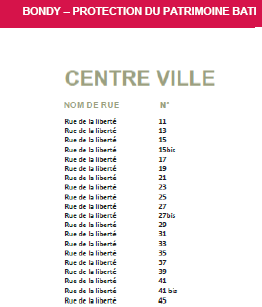 BONDY – PROTECTION DU PATRIMOINE BATI
CENTRE VILLE
NOM DE RUE N°
Rue de la liberté 11
Rue de la liberté 13
Rue de la liberté 15
Rue de la liberté 15bis
Rue de la liberté 17
Rue de la liberté 19
Rue de la liberté 21
Rue de la liberté 23
Rue de la liberté 25
Rue de la liberté 27
Rue de la liberté 27bis
Rue de la liberté 29
Rue de la liberté 31
Rue de la liberté 33
Rue de la liberté 35
Rue de la liberté 37
Rue de la liberté 39
Rue de la liberté 41
Rue de la liberté 41 bis
Rue de la liberté 45